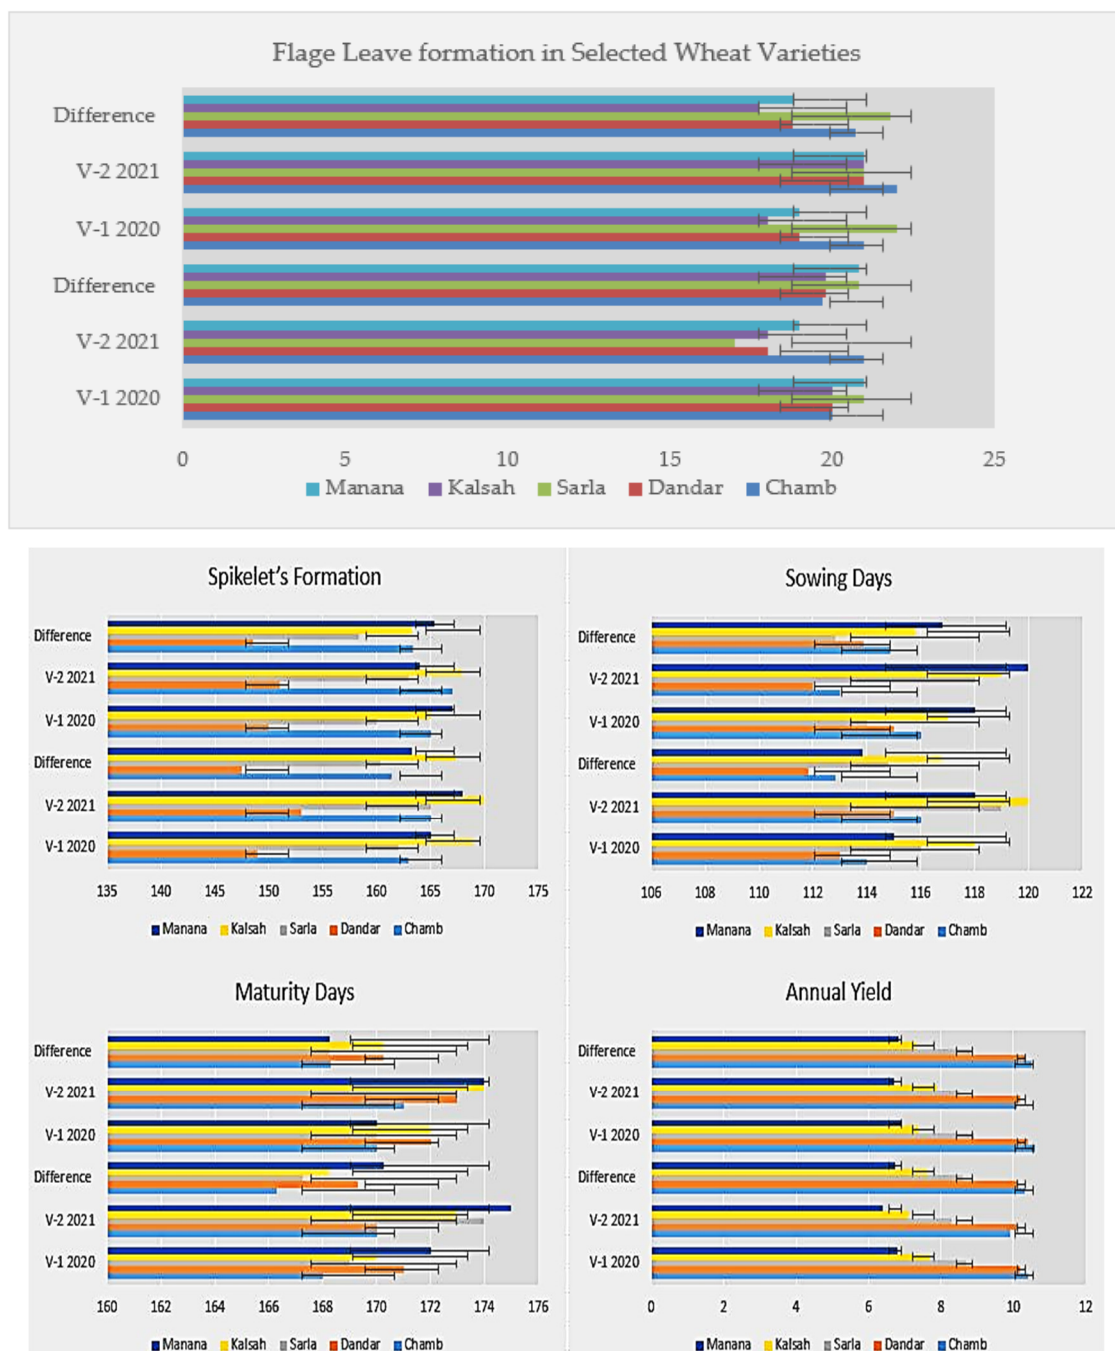 Flage Leave formation in Selected Wheat Varieties
Difference
V-2 2021
V-1 2020
Difference
V-2 2021
V-1 2020
0 5 10 15 20 25
Manana Kalsah Sarla Dandar Chamb
Spikelet's Formation
Difference
V-2 2021
V-1 2020
Difference
V-2 2021
V-1 2020
135 140 145 150 155 160 165 170 175
Manana Kalsah Sarla Dandar Chamb
Sowing Days
Difference
V-2 2021
V-1 2020
Difference
V-2 2021
V-1 2020
106 108 110 112 114 116 118 120 122
Manana Kalsah Sarla Dandar Chamb
Maturity Days
Difference
V-2 2021
V-1 2020
Difference
V-2 2021
V-1 2020
160 162 164 166 168 170 172 174 176
Manana Kalsah Sarla Dandar Chamb
Annual Yield
Difference
V-2 2021
V-1 2020
Difference
V-2 2021
V-1 2020
0 2 4 6 8 10 12
Manana Kalsah Sarla Dandar Chamb